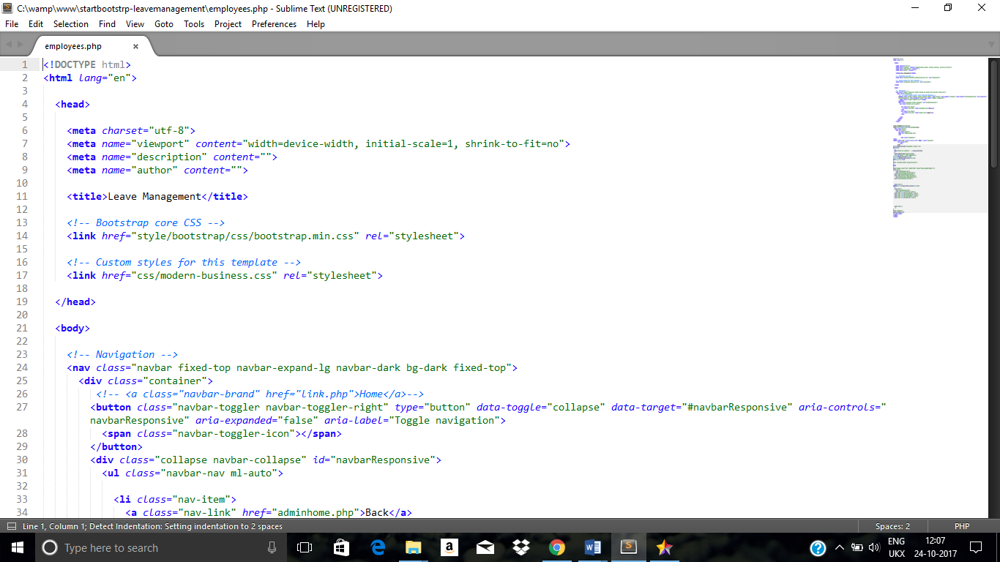 C:\wamp\www\startbootstrp-leavemanagement\employees.php - Sublime Text (UNREGISTERED)
File Edit Selection Find View Goto Tools Project Preferences Help
employees.php ×
1 <!DOCTYPE html>
2 <html lang="en">
3
4 <head>
5
6 <meta charset="utf-8">
7 <meta name="viewport" content="width=device-width, initial-scale=1, shrink-to-fit=no">
8 <meta name="description" content="">
9 <meta name="author" content="">
10
11 <title>Leave Management</title>
12
13 <!-- Bootstrap core CSS -->
14 <link href="style/bootstrap/css/bootstrap.min.css" rel="stylesheet">
15
16 <!-- Custom styles for this template -->
17 <link href="css/modern-business.css" rel="stylesheet">
18
19 </head>
20
21 <body>
22
23 <!-- Navigation -->
24 <nav class="navbar fixed-top navbar-expand-lg navbar-dark bg-dark fixed-top">
25 <div class="container">
26 <!-- <a class="navbar-brand" href="link.php">Home</a>-->
27 <button class="navbar-toggler navbar-toggler-right" type="button" data-toggle="collapse" data-target="#navbarResponsive" aria-controls="
navbarResponsive" aria-expanded="false" aria-label="Toggle navigation">
28 <span class="navbar-toggler-icon"></span>
29 </button>
30 <div class="collapse navbar-collapse" id="navbarResponsive">
31 <ul class="navbar-nav ml-auto">
32
33 <li class="nav-item">
34 <a class="nav-link" href="adminhome.php">Back</a>
Line 1, Column 1; Detect Indentation: Setting indentation to 2 spaces Spaces: 2 PHP
Type here to search
ENG 12:07
UKX 24-10-2017